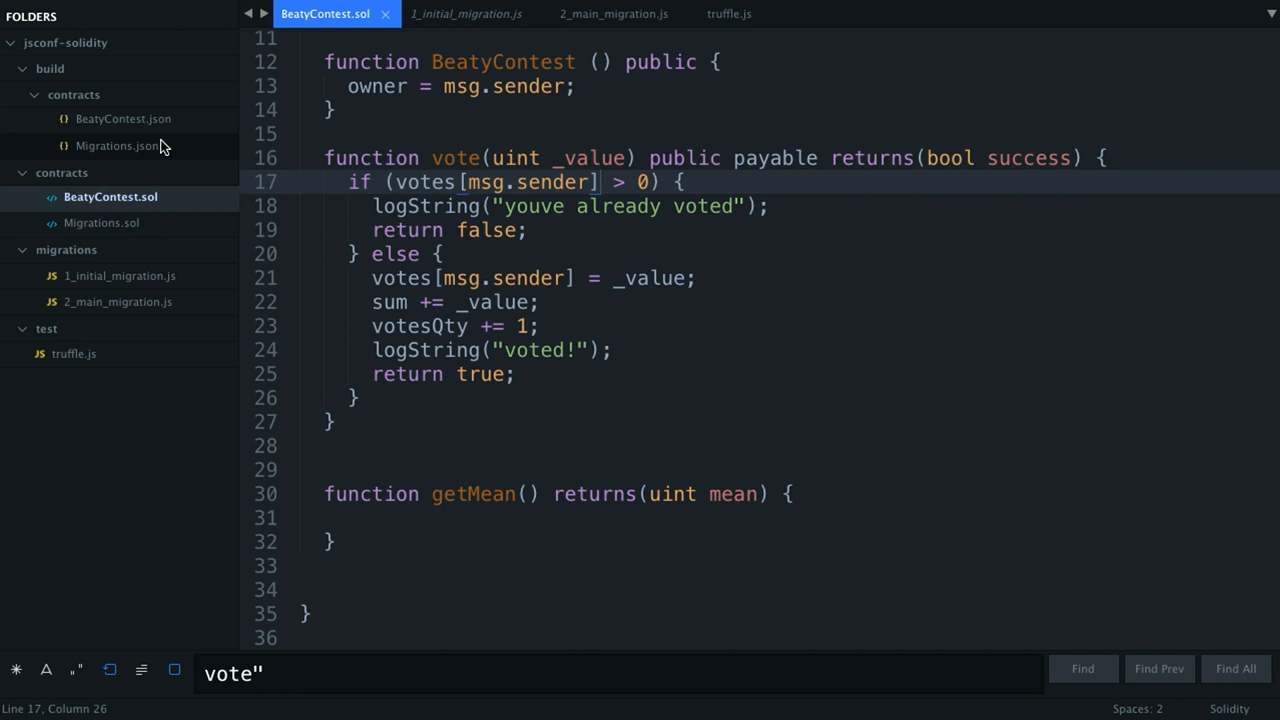 FOLDERS
jsconf-solidity
build
contracts
{} BeatyContest.json
{} Migrations.json
contracts
BeatyContest.sol
Migrations.sol
migrations
JS 1_initial_migration.js
JS 2_main_migration.js
test
JS truffle.js
BeatyContest.sol × 1_initial_migration.js 2_main_migration.js truffle.js
11
12 function BeatyContest () public {
13 owner = msg.sender;
14 }
15
16 function vote(uint _value) public payable returns(bool success) {
17 if (votes[msg.sender] > 0) {
18 logString("youve already voted");
19 return false;
20 } else {
21 votes[msg.sender] = _value;
22 sum += _value;
23 votesQty += 1;
24 logString("voted!");
25 return true;
26 }
27 }
28
29
30 function getMean() returns(uint mean) {
31
32 }
33
34
35 }
36
vote"
Find Find Prev Find All
Line 17, Column 26 Spaces: 2 Solidity